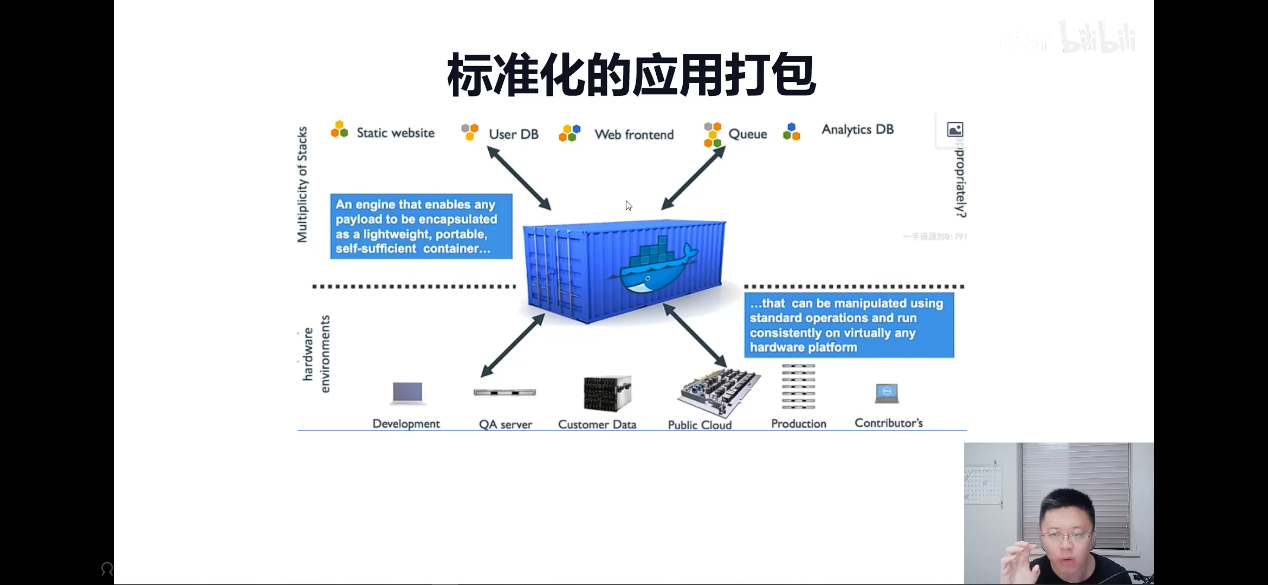 bilibili
标准化的应用打包
Static website
User DB
Web frontend
Queue
Analytics DB
Multiplicity of Stacks
propriately?
An engine that enables any
payload to be encapsulated
as a lightweight, portable,
self-sufficient container...
...that can be manipulated using
standard operations and run
consistently on virtually any
hardware platform
hardware
environments
Development
QA server
Customer Data
Public Cloud
Production
Contributor's